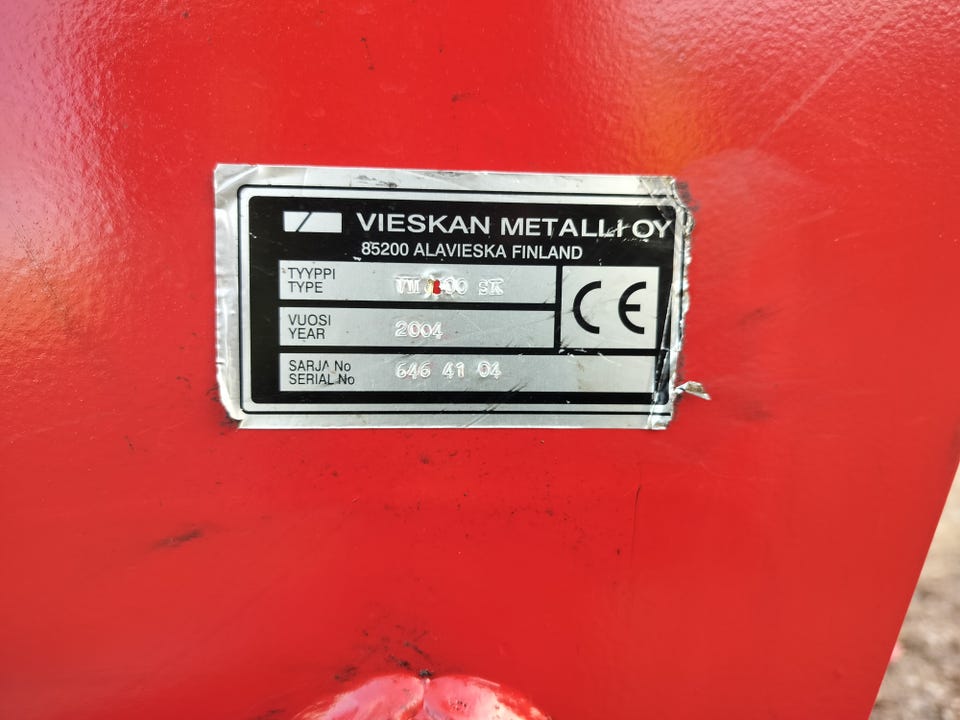 VIESKAN METALLI OY
85200 ALAVIESKA FINLAND
TYYPPI
TYPE
SK
VUOSI
YEAR
2004
CE
SARJA No
SERIAL No
646 41 04